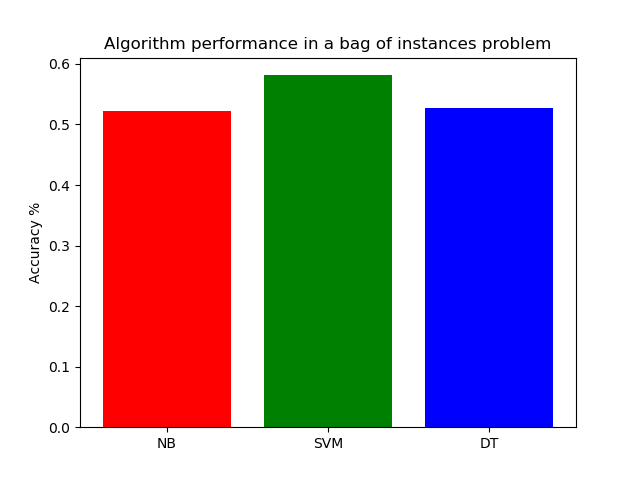 Algorithm performance in a bag of instances problem
Accuracy %
0.6
0.5
0.4
0.3
0.2
0.1
0.0
NB
SVM
DT